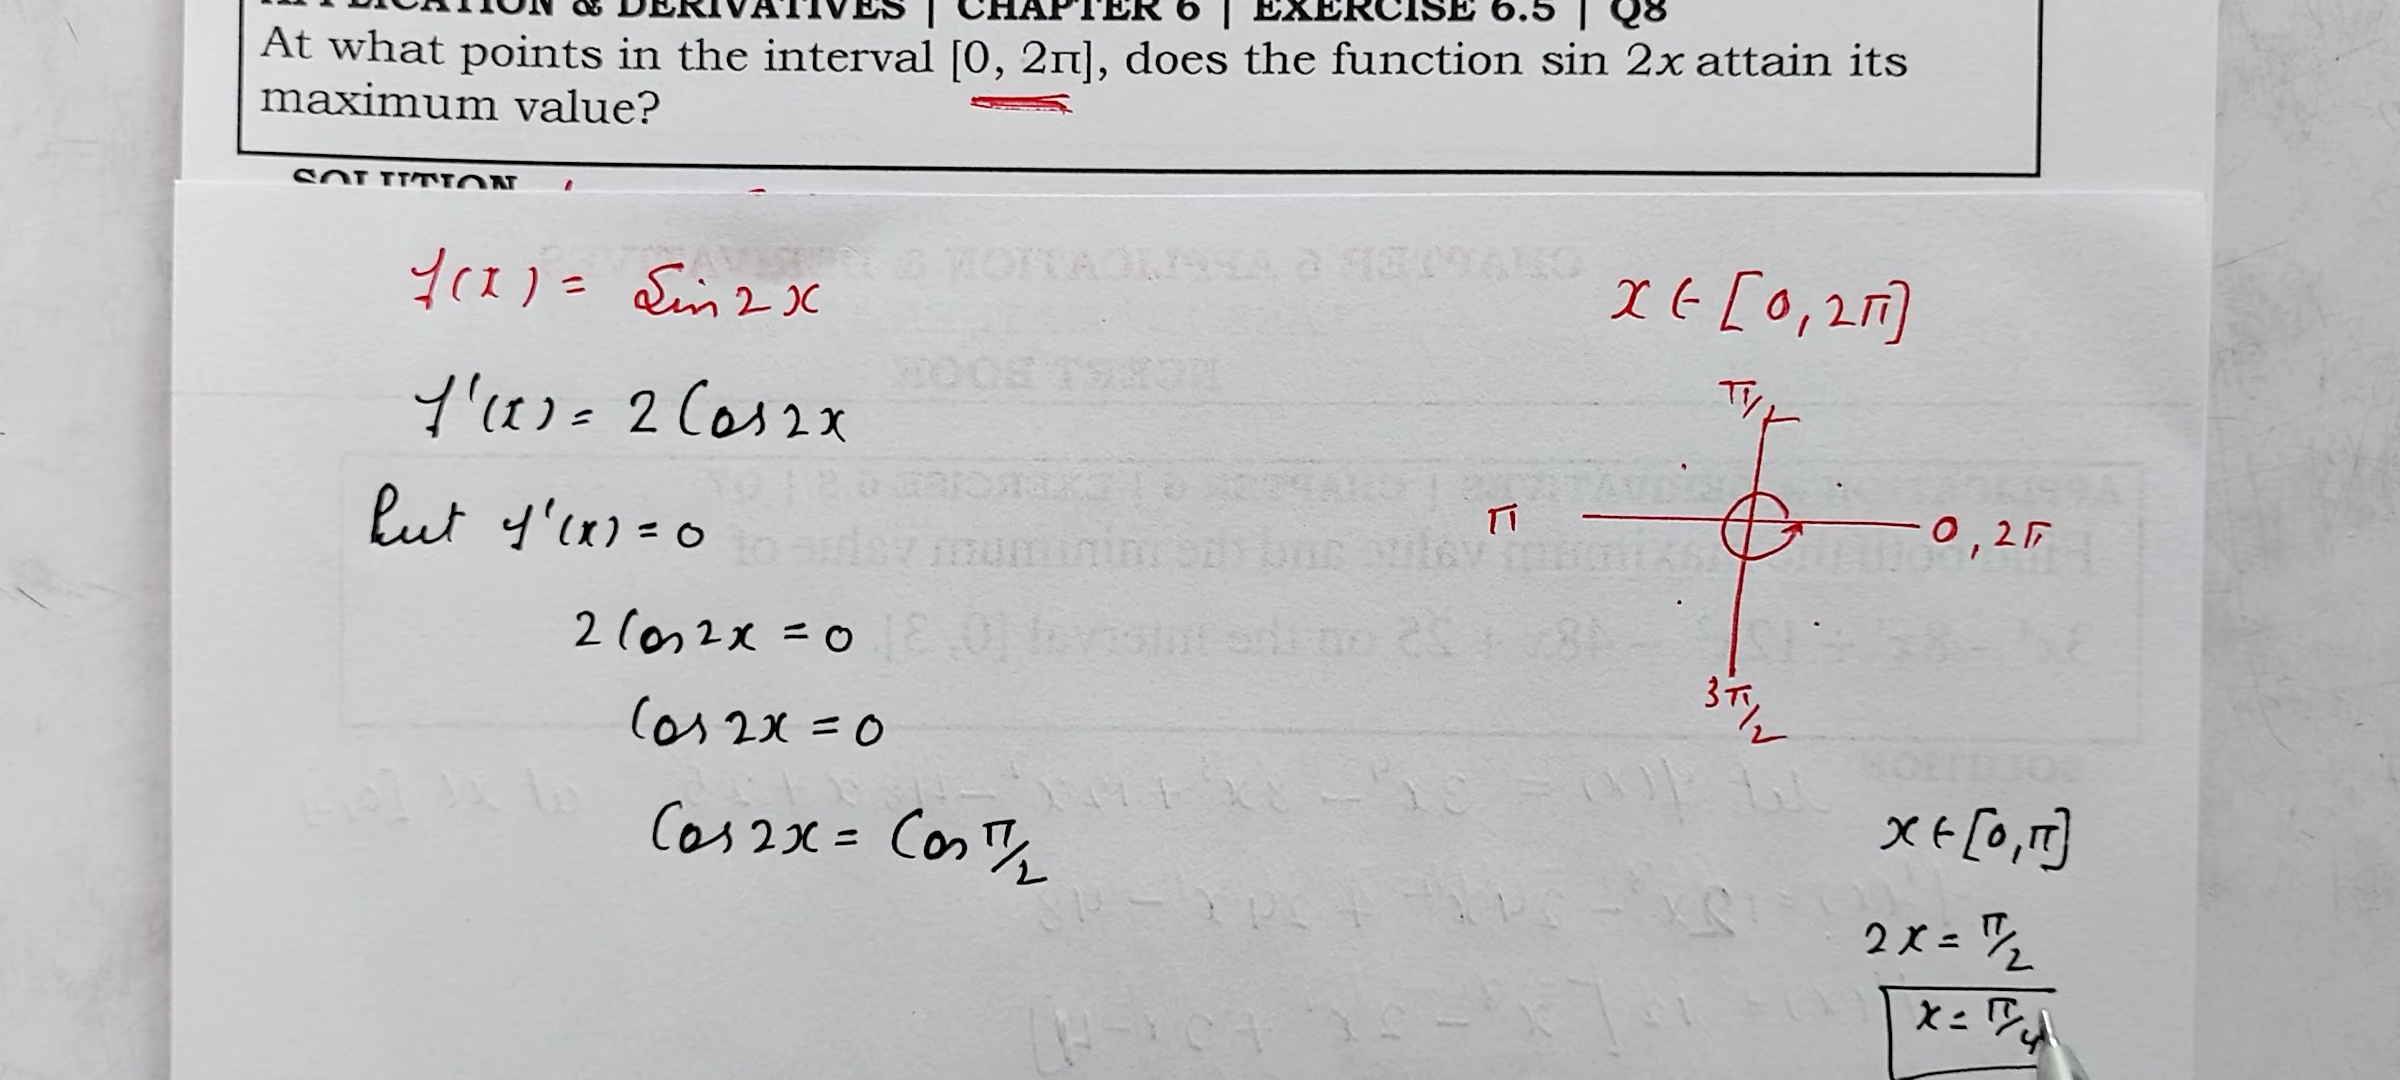 APPLICATION & DERIVATIVES | CHAPTER 6 | EXERCISE 6.5 | Q8
At what points in the interval [0, 2π], does the function sin 2x attain its
maximum value?
SOLUTION
f(x) = Sin 2x
x ∈ [0, 2π]
f'(x) = 2 Cos 2x
π/
Put f'(x) = 0
π
0, 2π
2 Cos 2x = 0
3π/2
Cos 2x = 0
Cos 2x = Cos π/2
x ∈ [0, π]
2x = π/2
x = π/4